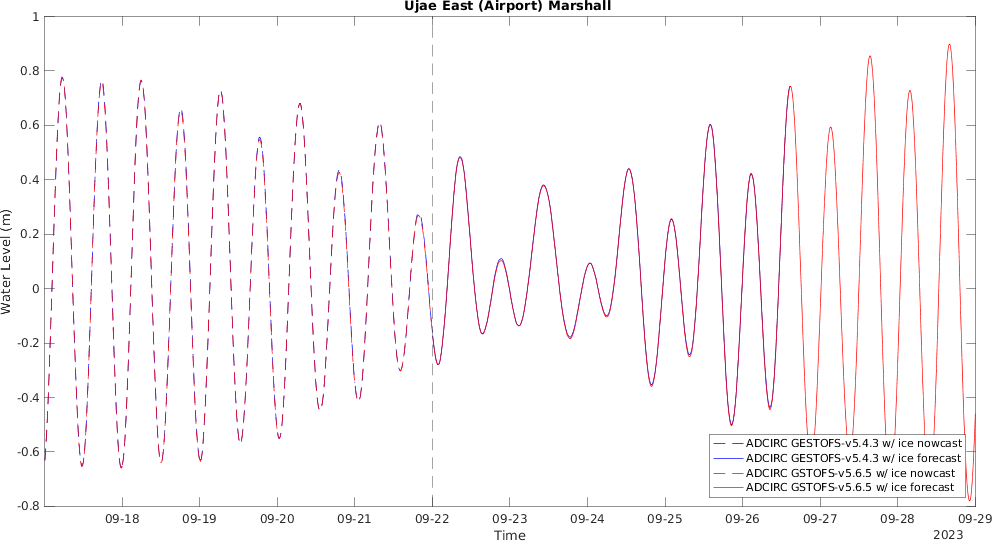 Ujae East (Airport) Marshall
1
0.8
0.6
0.4
0.2
0
-0.2
-0.4
-0.6
-0.8
Water Level (m)
ADCIRC GESTOFS-v5.4.3 w/ ice nowcast
ADCIRC GESTOFS-v5.4.3 w/ ice forecast
ADCIRC GSTOFS-v5.6.5 w/ ice nowcast
ADCIRC GSTOFS-v5.6.5 w/ ice forecast
09-18 09-19 09-20 09-21 09-22 09-23 09-24 09-25 09-26 09-27 09-28 09-29
Time
2023